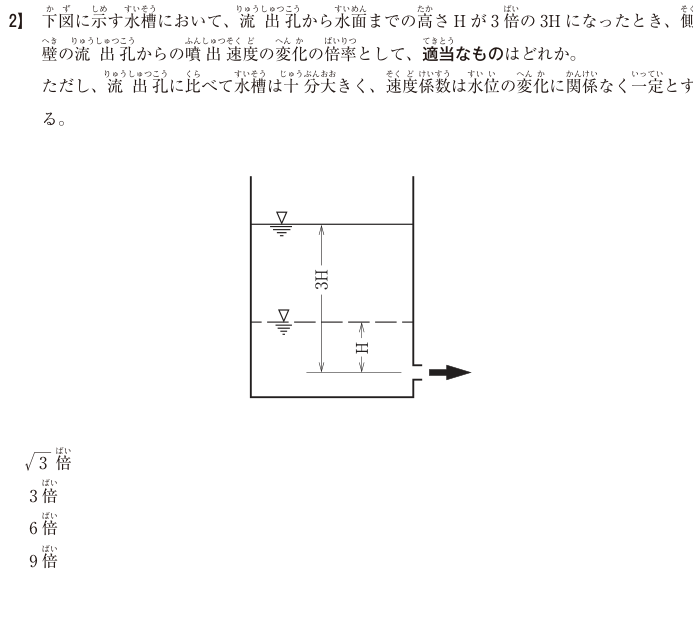 2】 下図に示す水槽において、流出孔から水面までの高さ H が 3 倍の 3H になったとき、側
壁の流出孔からの噴出速度の変化の倍率として、適当なものはどれか。
ただし、流出孔に比べて水槽は十分大きく、速度係数は水位の変化に関係なく一定とす
る。
3H
H
√3 倍
3 倍
6 倍
9 倍